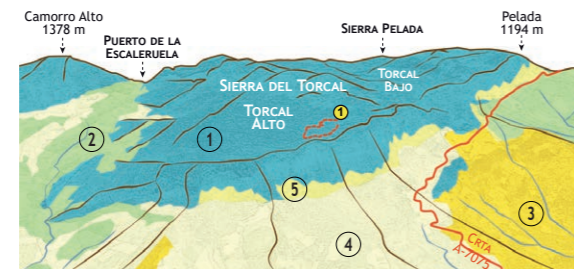 Camorro Alto
1378 m
PUERTO DE LA
ESCALERUELA
SIERRA PELADA
Pelada
1194 m
SIERRA DEL TORCAL
TORCAL
BAJO
TORCAL
ALTO
1
1
2
5
3
4
CRTA
A-7075